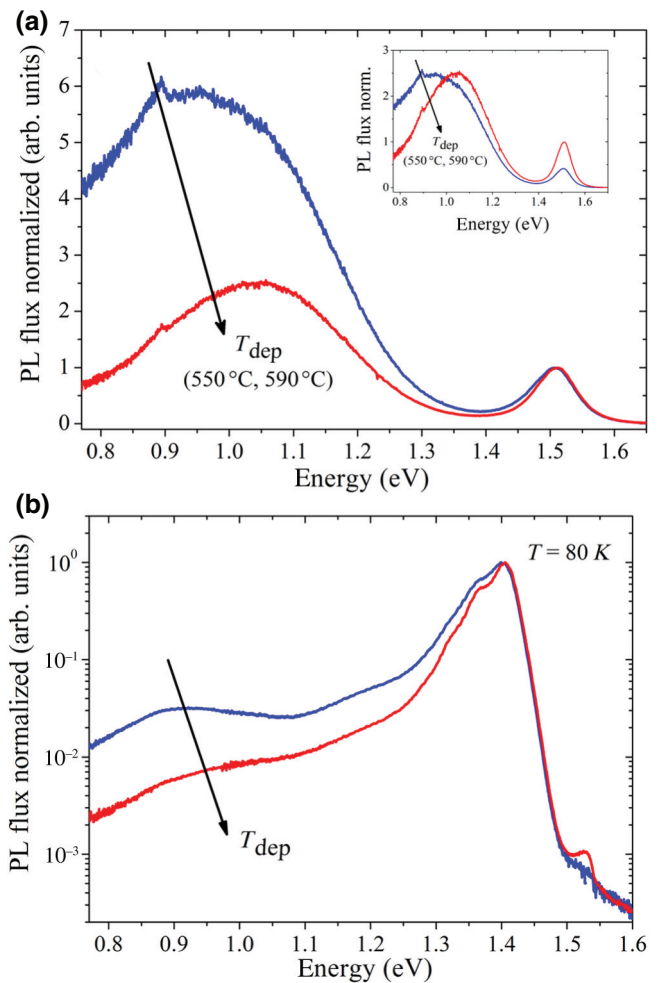 (a)
7
6
5
4
3
2
1
0
PL flux normalized (arb. units)
0.8 0.9 1.0 1.1 1.2 1.3 1.4 1.5 1.6
Energy (eV)
T_dep
(550 °C, 590 °C)
3
2
1
0
PL flux norm.
T_dep
(550 °C, 590 °C)
0.8 1.0 1.2 1.4 1.6
Energy (eV)
(b)
T = 80 K
10⁰
10⁻¹
10⁻²
10⁻³
PL flux normalized (arb. units)
T_dep
0.8 0.9 1.0 1.1 1.2 1.3 1.4 1.5 1.6
Energy (eV)